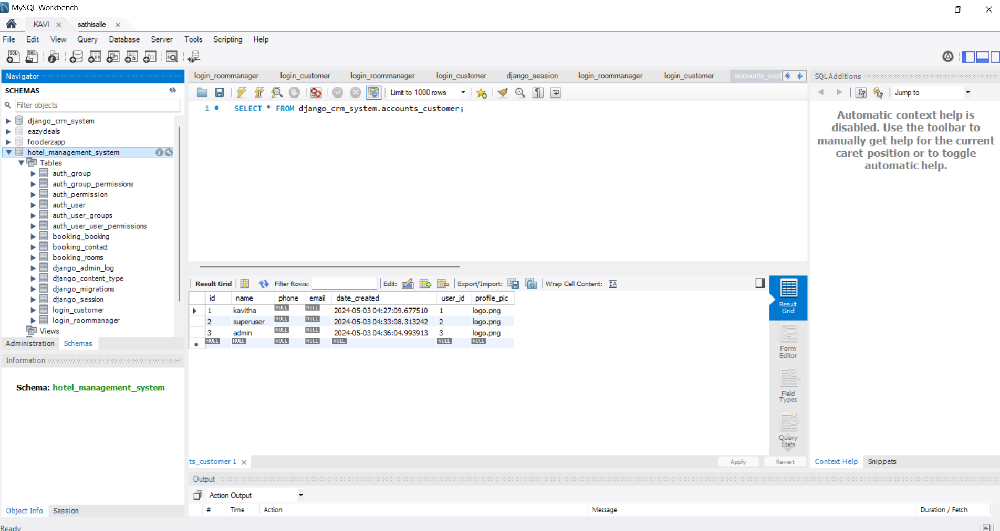 MySQL Workbench
KAVI
sathisalle
File Edit View Query Database Server Tools Scripting Help
Navigator
SCHEMAS
Filter objects
django_crm_system
eazydeals
fooderzapp
hotel_management_system
Tables
auth_group
auth_group_permissions
auth_permission
auth_user
auth_user_groups
auth_user_user_permissions
booking_booking
booking_contact
booking_rooms
django_admin_log
django_content_type
django_migrations
django_session
login_customer
login_roommanager
Views
Administration Schemas
Information
Schema: hotel_management_system
Object Info Session
Ready
login_roommanager login_customer login_roommanager login_customer django_session login_roommanager login_customer accounts_cust
Limit to 1000 rows
1 SELECT * FROM django_crm_system.accounts_customer;
Result Grid Filter Rows: Edit: Export/Import: Wrap Cell Content:
id name phone email date_created user_id profile_pic
1 kavitha NULL NULL 2024-05-03 04:27:09.677510 1 logo.png
2 superuser NULL NULL 2024-05-03 04:33:08.313242 2 logo.png
3 admin NULL NULL 2024-05-03 04:36:04.993913 3 logo.png
NULL NULL NULL NULL NULL NULL NULL
Result
Grid
Form
Editor
Field
Types
Query
Stats
ts_customer 1
Apply Revert
Output
Action Output
# Time Action Message Duration / Fetch
SQLAdditions
Jump to
Automatic context help is
disabled. Use the toolbar to
manually get help for the current
caret position or to toggle
automatic help.
Context Help Snippets